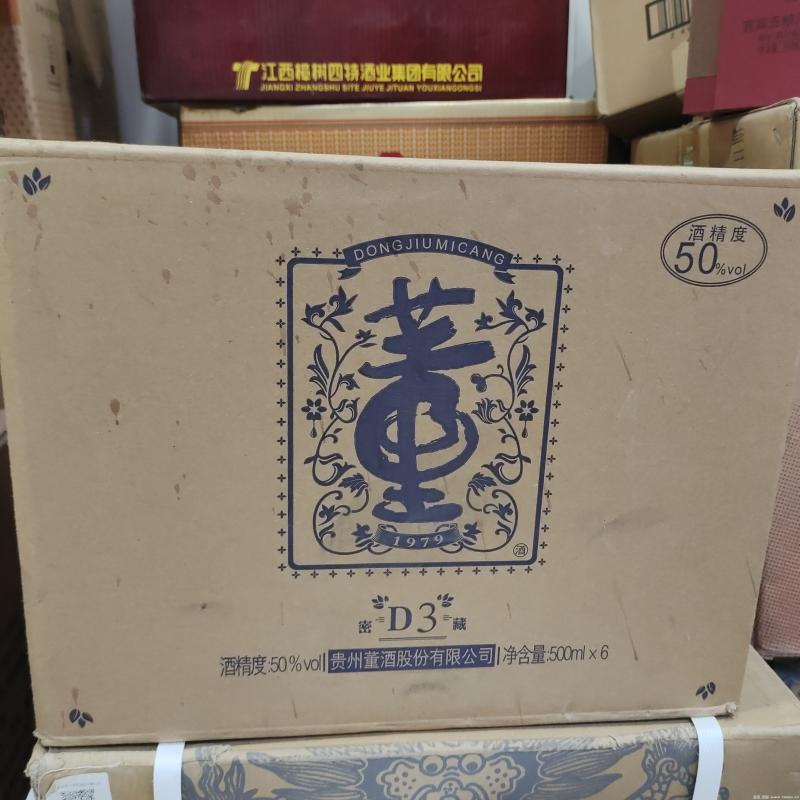 江西樟树四特酒业集团有限公司
JIANGXI ZHANGSHU SITE JIUYE JITUAN YOUXIANGONGSI
酒精度
50%vol
DONGJIUMICANG
董
1979
酒
密 D3 藏
酒精度:50%vol 贵州董酒股份有限公司 净含量:500ml×6